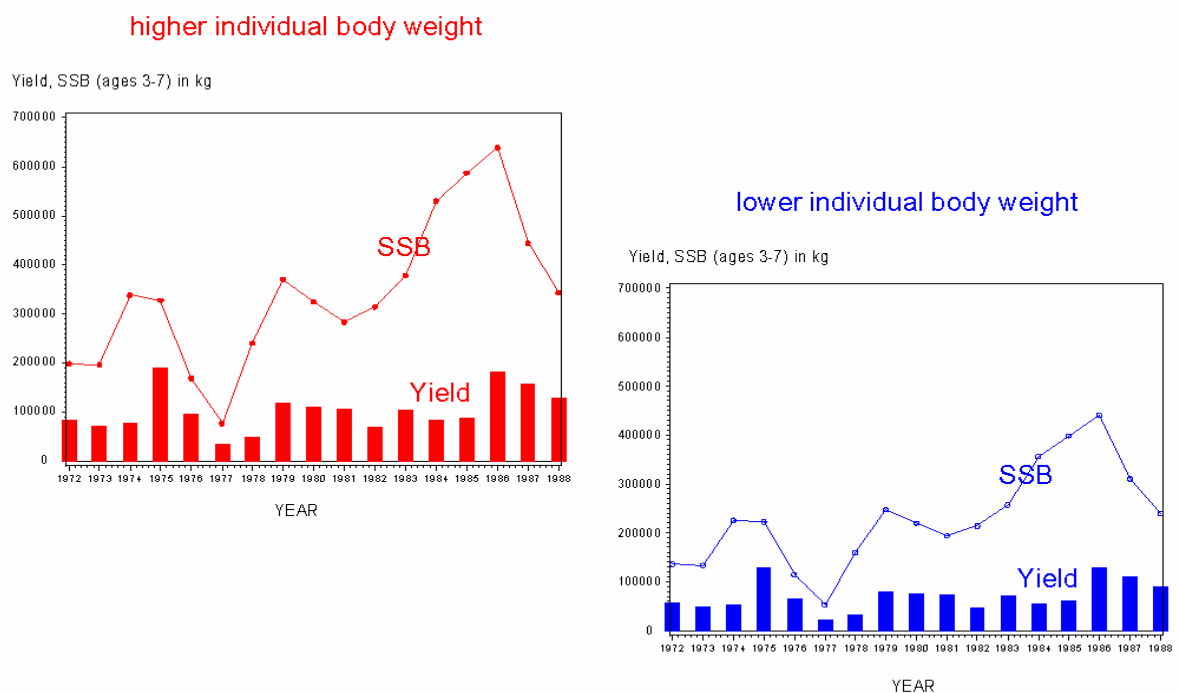 higher individual body weight
Yield, SSB (ages 3-7) in kg
700000
600000
500000
400000
300000
200000
100000
0
SSB
Yield
1972 1973 1974 1975 1976 1977 1978 1979 1980 1981 1982 1983 1984 1985 1986 1987 1988
YEAR
lower individual body weight
Yield, SSB (ages 3-7) in kg
700000
600000
500000
400000
300000
200000
100000
0
SSB
Yield
1972 1973 1974 1975 1976 1977 1978 1979 1980 1981 1982 1983 1984 1985 1986 1987 1988
YEAR